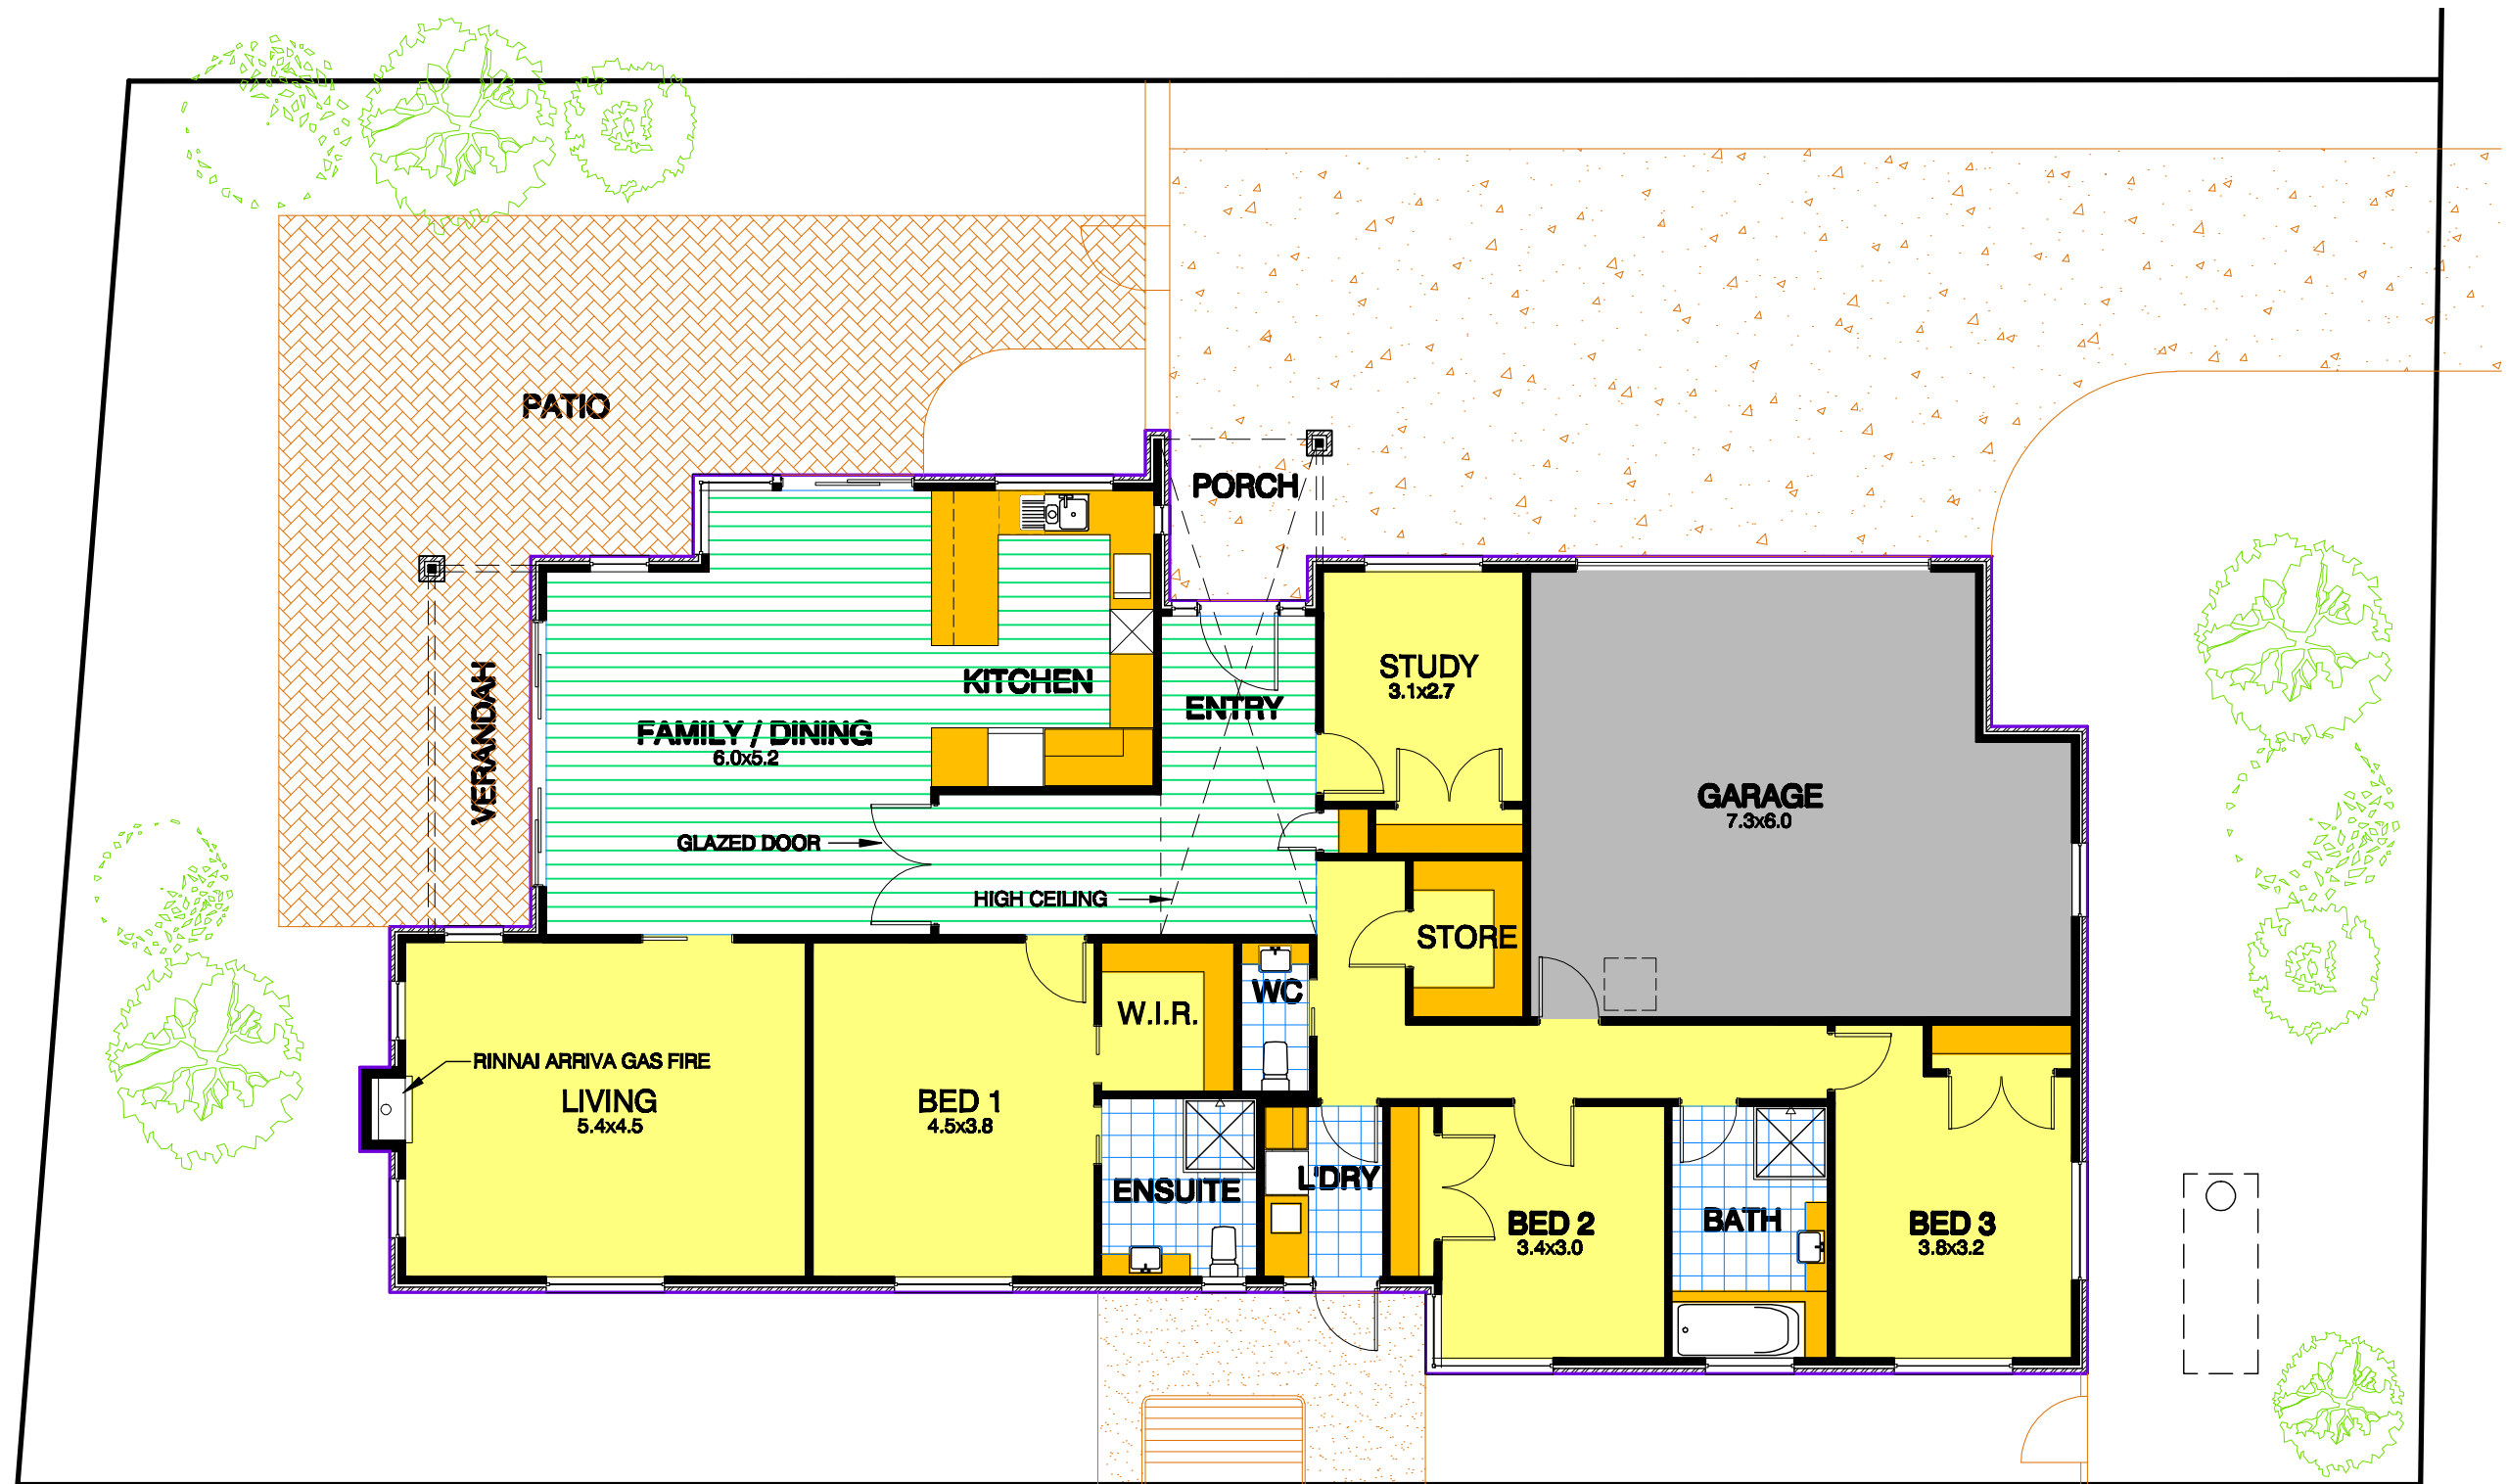 PATIO
PORCH
VERANDAH
STUDY
3.1x2.7
KITCHEN
ENTRY
FAMILY / DINING
6.0x5.2
GARAGE
7.3x6.0
GLAZED DOOR
HIGH CEILING
STORE
WC
W.I.R.
RINNAI ARRIVA GAS FIRE
LIVING
5.4x4.5
BED 1
4.5x3.8
ENSUITE
L'DRY
BED 2
3.4x3.0
BATH
BED 3
3.8x3.2